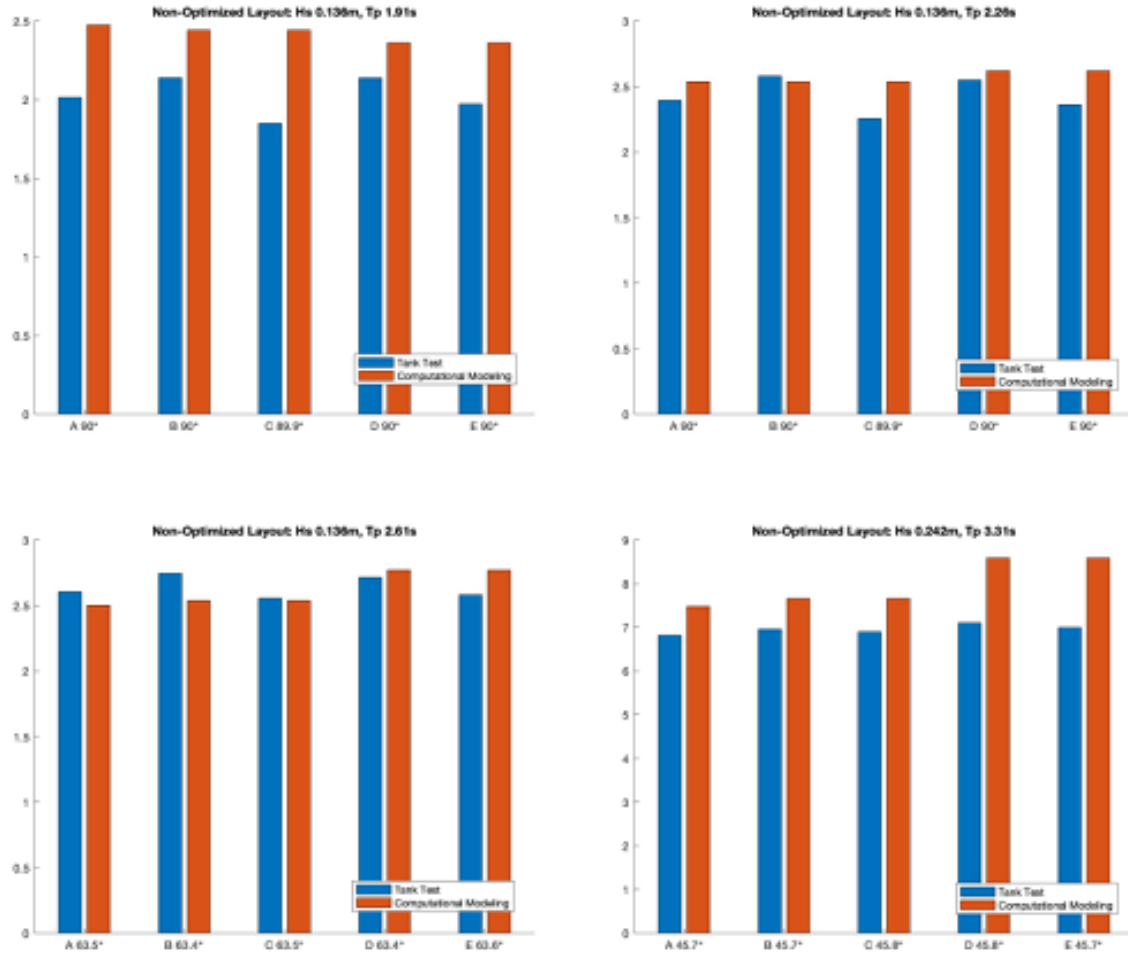 Non-Optimized Layout: Hs 0.136m, Tp 1.91s
2.5
2
1.5
1
0.5
0
Tank Test
Computational Modeling
A 90° B 90° C 89.9° D 90° E 90°
Non-Optimized Layout: Hs 0.136m, Tp 2.26s
3
2.5
2
1.5
1
0.5
0
Tank Test
Computational Modeling
A 90° B 90° C 89.9° D 90° E 90°
Non-Optimized Layout: Hs 0.136m, Tp 2.61s
3
2.5
2
1.5
1
0.5
0
Tank Test
Computational Modeling
A 63.5° B 63.4° C 63.5° D 63.4° E 63.6°
Non-Optimized Layout: Hs 0.242m, Tp 3.31s
9
8
7
6
5
4
3
2
1
0
Tank Test
Computational Modeling
A 45.7° B 45.7° C 45.8° D 45.8° E 45.7°